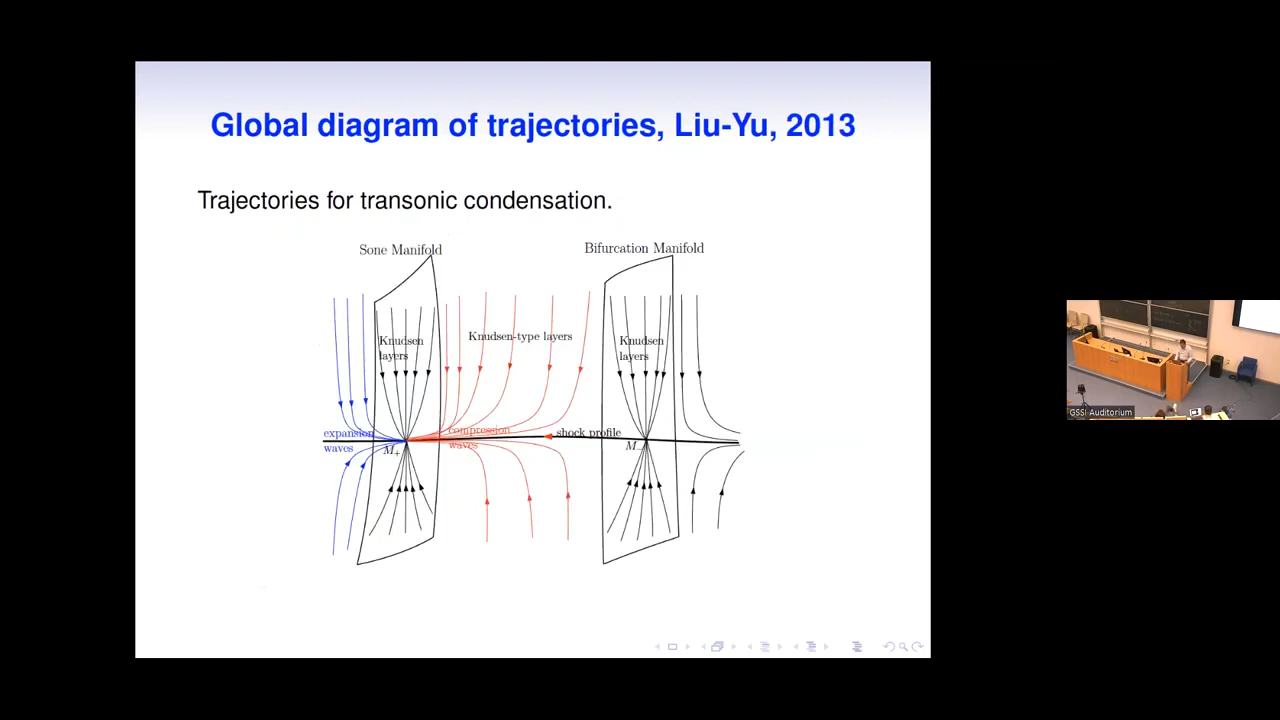 Global diagram of trajectories, Liu-Yu, 2013
Trajectories for transonic condensation.
Sone Manifold
Bifurcation Manifold
Knudsen
layers
Knudsen-type layers
Knudsen
layers
expansion
waves
M₊
compression
waves
shock profile
M₋
GSSI Auditorium